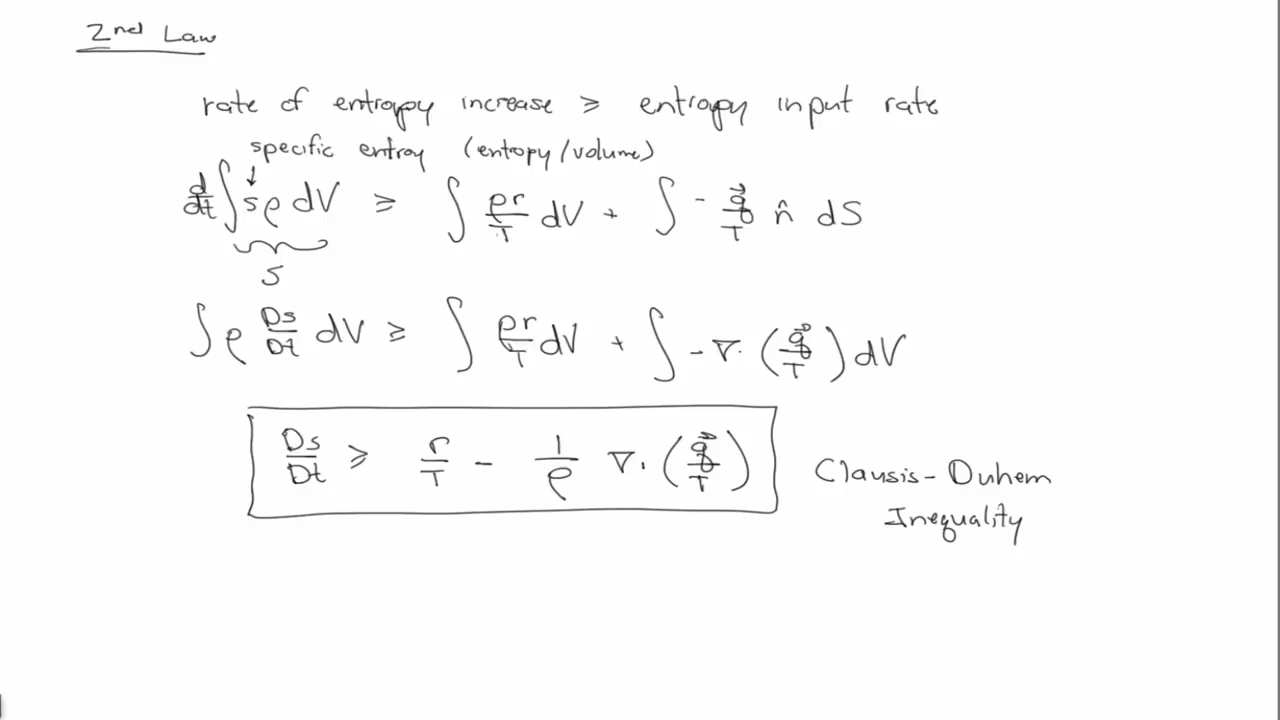 2nd Law
rate of entropy increase ≥ entropy input rate
specific entroy (entopy/volume)
d/dt ∫ sρ dV ≥ ∫ ρr/T dV + ∫ - q⃗/T n̂ dS
S
∫ ρ Ds/Dt dV ≥ ∫ ρr/T dV + ∫ -∇· (q⃗/T) dV
Ds/Dt ≥ r/T - 1/ρ ∇· (q⃗/T)
Clausis-Duhem
Inequality